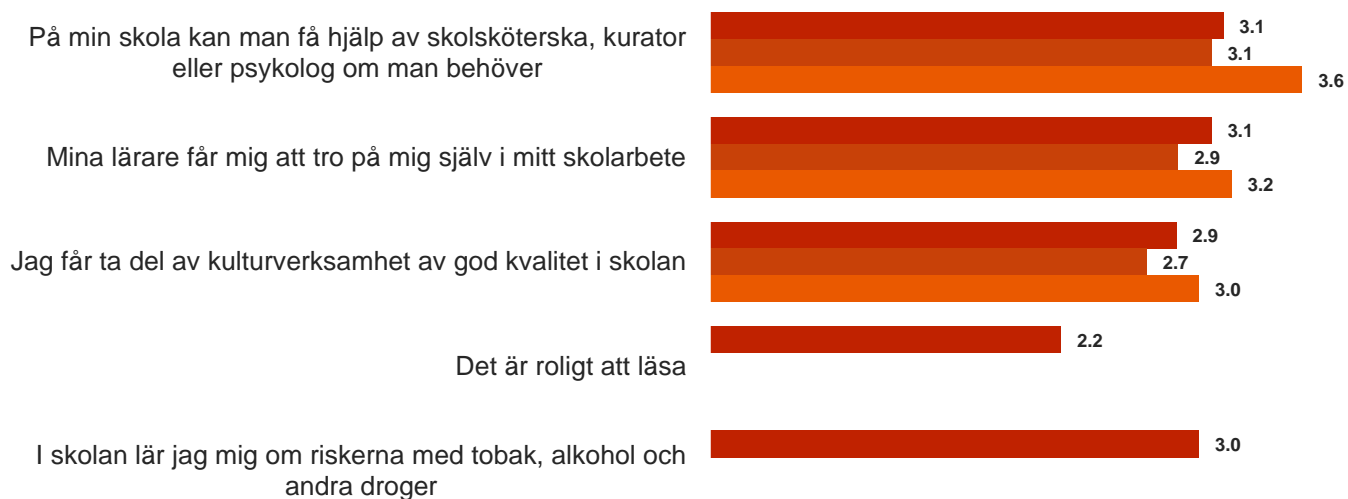 På min skola kan man få hjälp av skolsköterska, kurator
eller psykolog om man behöver
3.1
3.1
3.6
Mina lärare får mig att tro på mig själv i mitt skolarbete
3.1
2.9
3.2
Jag får ta del av kulturverksamhet av god kvalitet i skolan
2.9
2.7
3.0
Det är roligt att läsa
2.2
I skolan lär jag mig om riskerna med tobak, alkohol och
andra droger
3.0